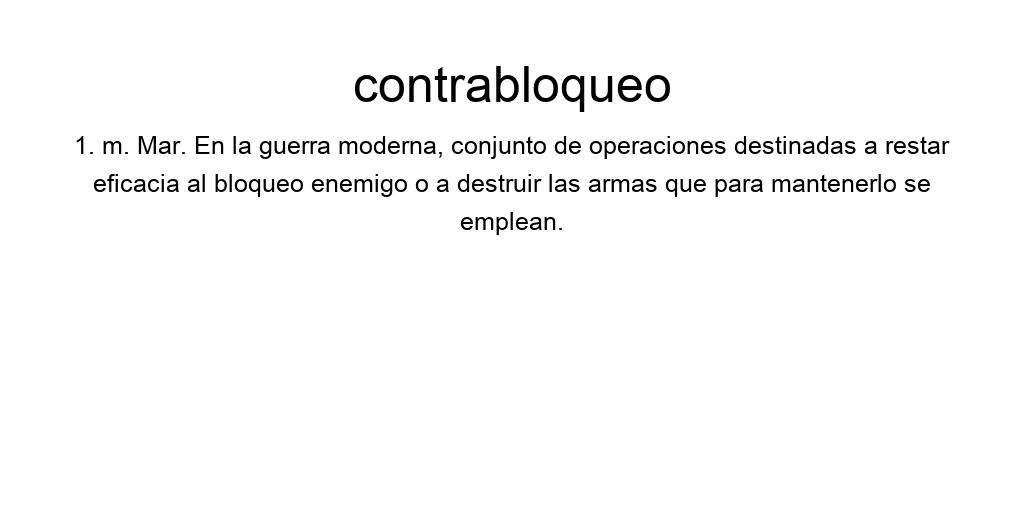 contrabloqueo
1. m. Mar. En la guerra moderna, conjunto de operaciones destinadas a restar
eficacia al bloqueo enemigo o a destruir las armas que para mantenerlo se
emplean.